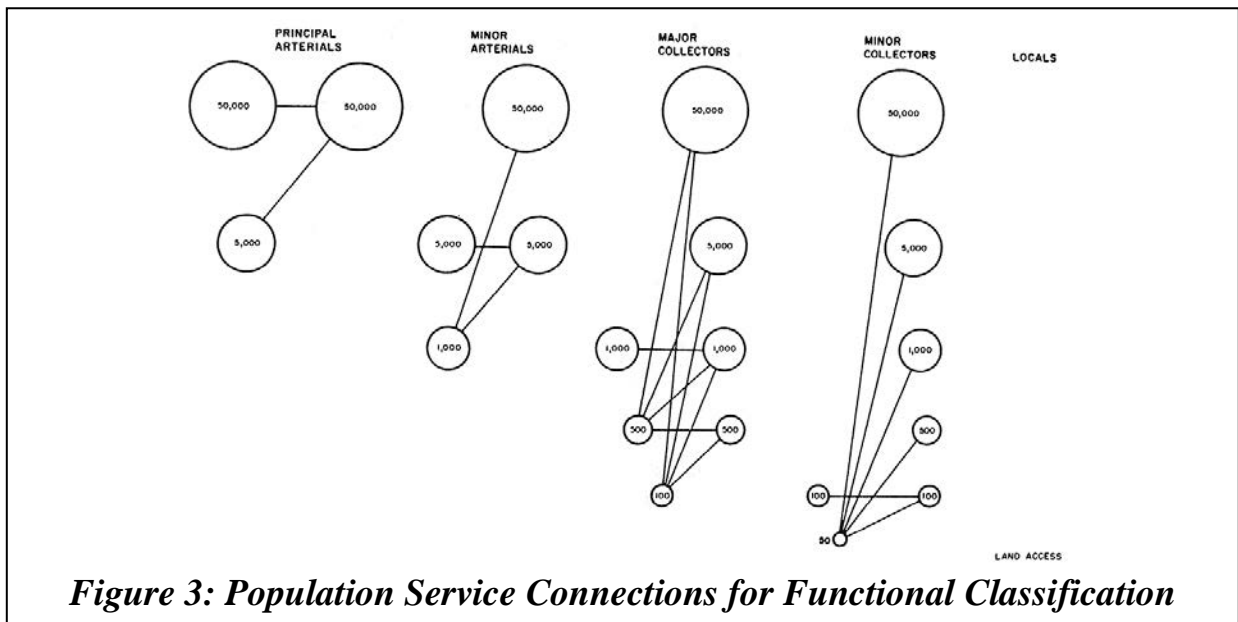 PRINCIPAL
ARTERIALS
50,000
50,000
5,000
MINOR
ARTERIALS
50,000
5,000
5,000
1,000
MAJOR
COLLECTORS
50,000
5,000
1,000
1,000
500
500
100
MINOR
COLLECTORS
50,000
5,000
1,000
500
100
100
50
LOCALS
LAND ACCESS
Figure 3: Population Service Connections for Functional Classification